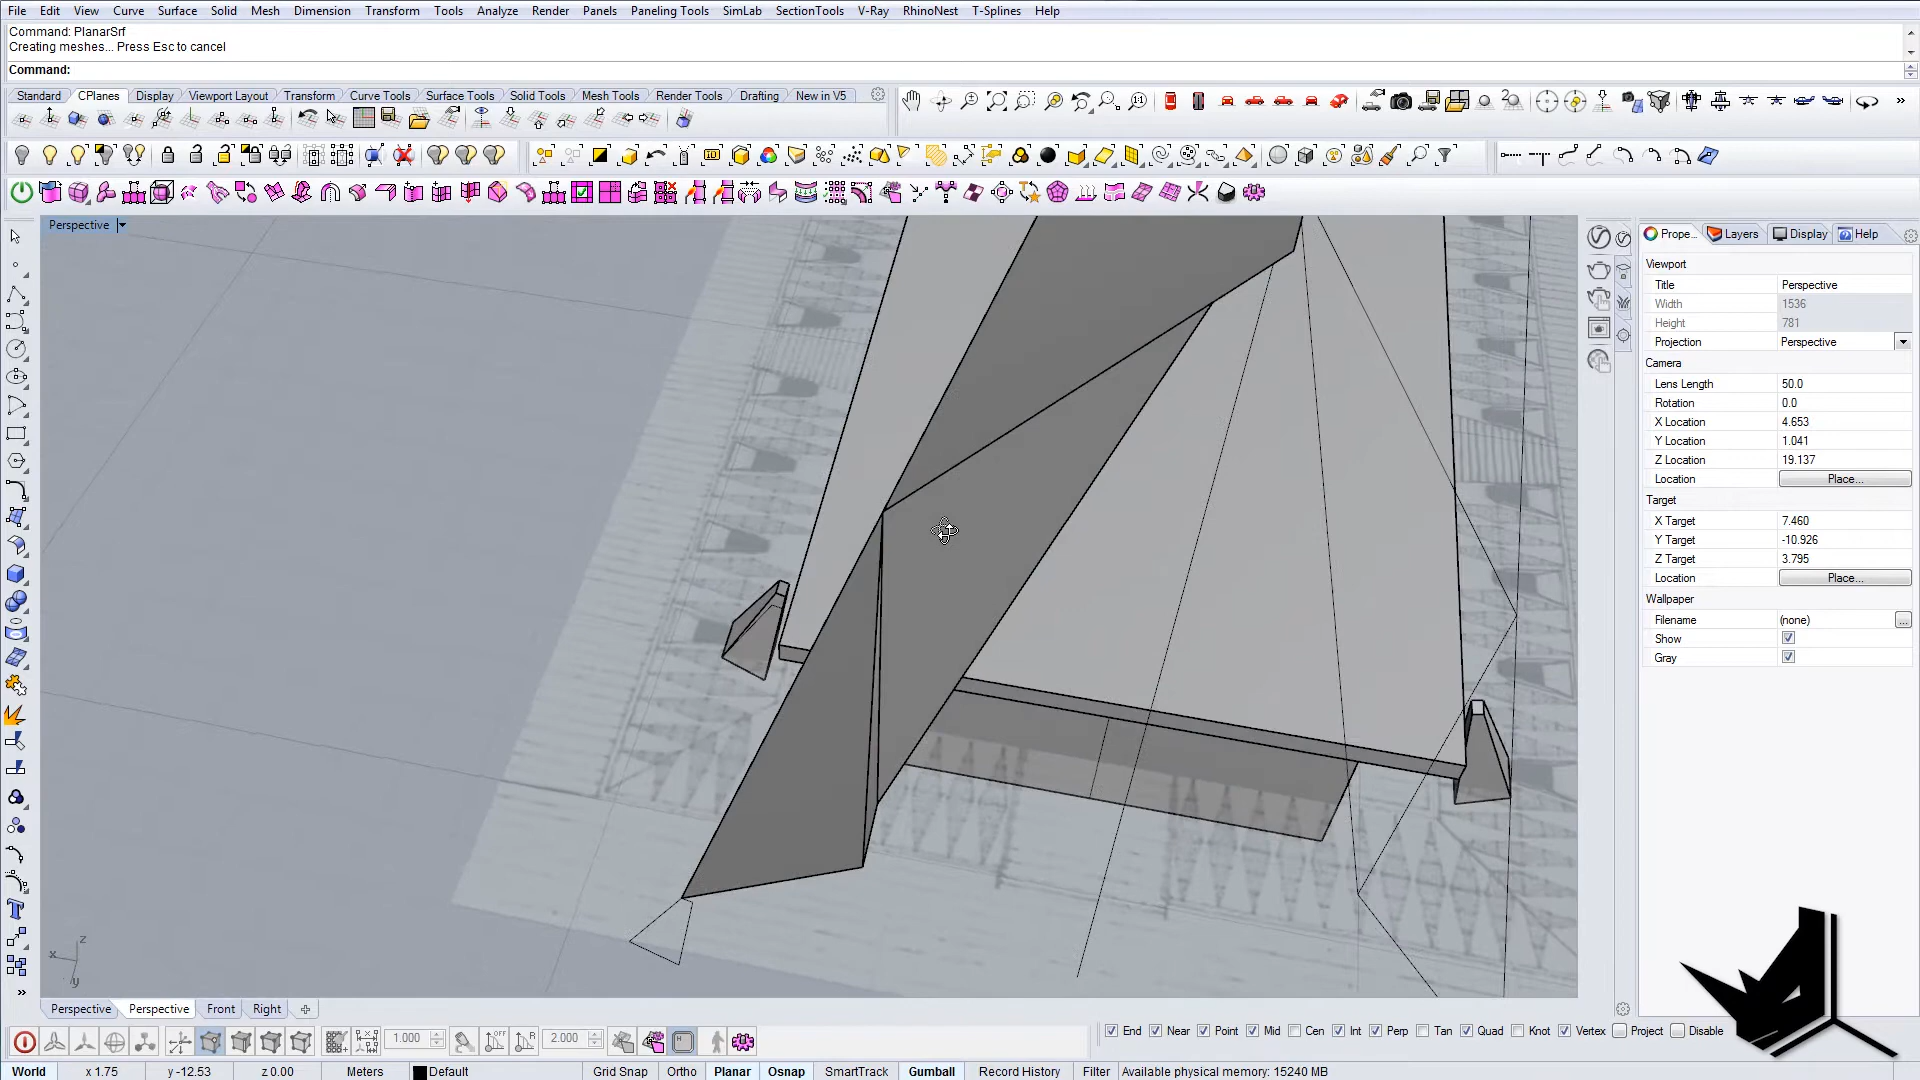 File Edit View Curve Surface Solid Mesh Dimension Transform Tools Analyze Render Panels Paneling Tools SimLab SectionTools V-Ray RhinoNest T-Splines Help
Command: PlanarSrf
Creating meshes... Press Esc to cancel
Command:
Standard CPlanes Display Viewport Layout Transform Curve Tools Surface Tools Solid Tools Mesh Tools Render Tools Drafting New in V5
Perspective
Prope... Layers Display Help
Viewport
Title Perspective
Width 1536
Height 781
Projection Perspective
Camera
Lens Length 50.0
Rotation 0.0
X Location 4.653
Y Location 1.041
Z Location 19.137
Location Place...
Target
X Target 7.460
Y Target -10.926
Z Target 3.795
Location Place...
Wallpaper
Filename (none) ...
Show
Gray
z
x
y
Perspective Perspective Front Right
1.000 2.000
End Near Point Mid Cen Int Perp Tan Quad Knot Vertex Project Disable
World x 1.75 y -12.53 z 0.00 Meters Default Grid Snap Ortho Planar Osnap SmartTrack Gumball Record History Filter Available physical memory: 15240 MB